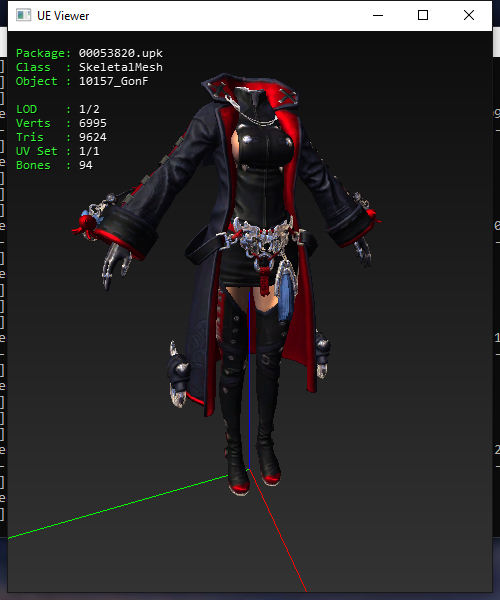 UE Viewer
Package: 00053820.upk
Class : SkeletalMesh
Object : 10157_GonF
LOD : 1/2
Verts : 6995
Tris : 9624
UV Set : 1/1
Bones : 94